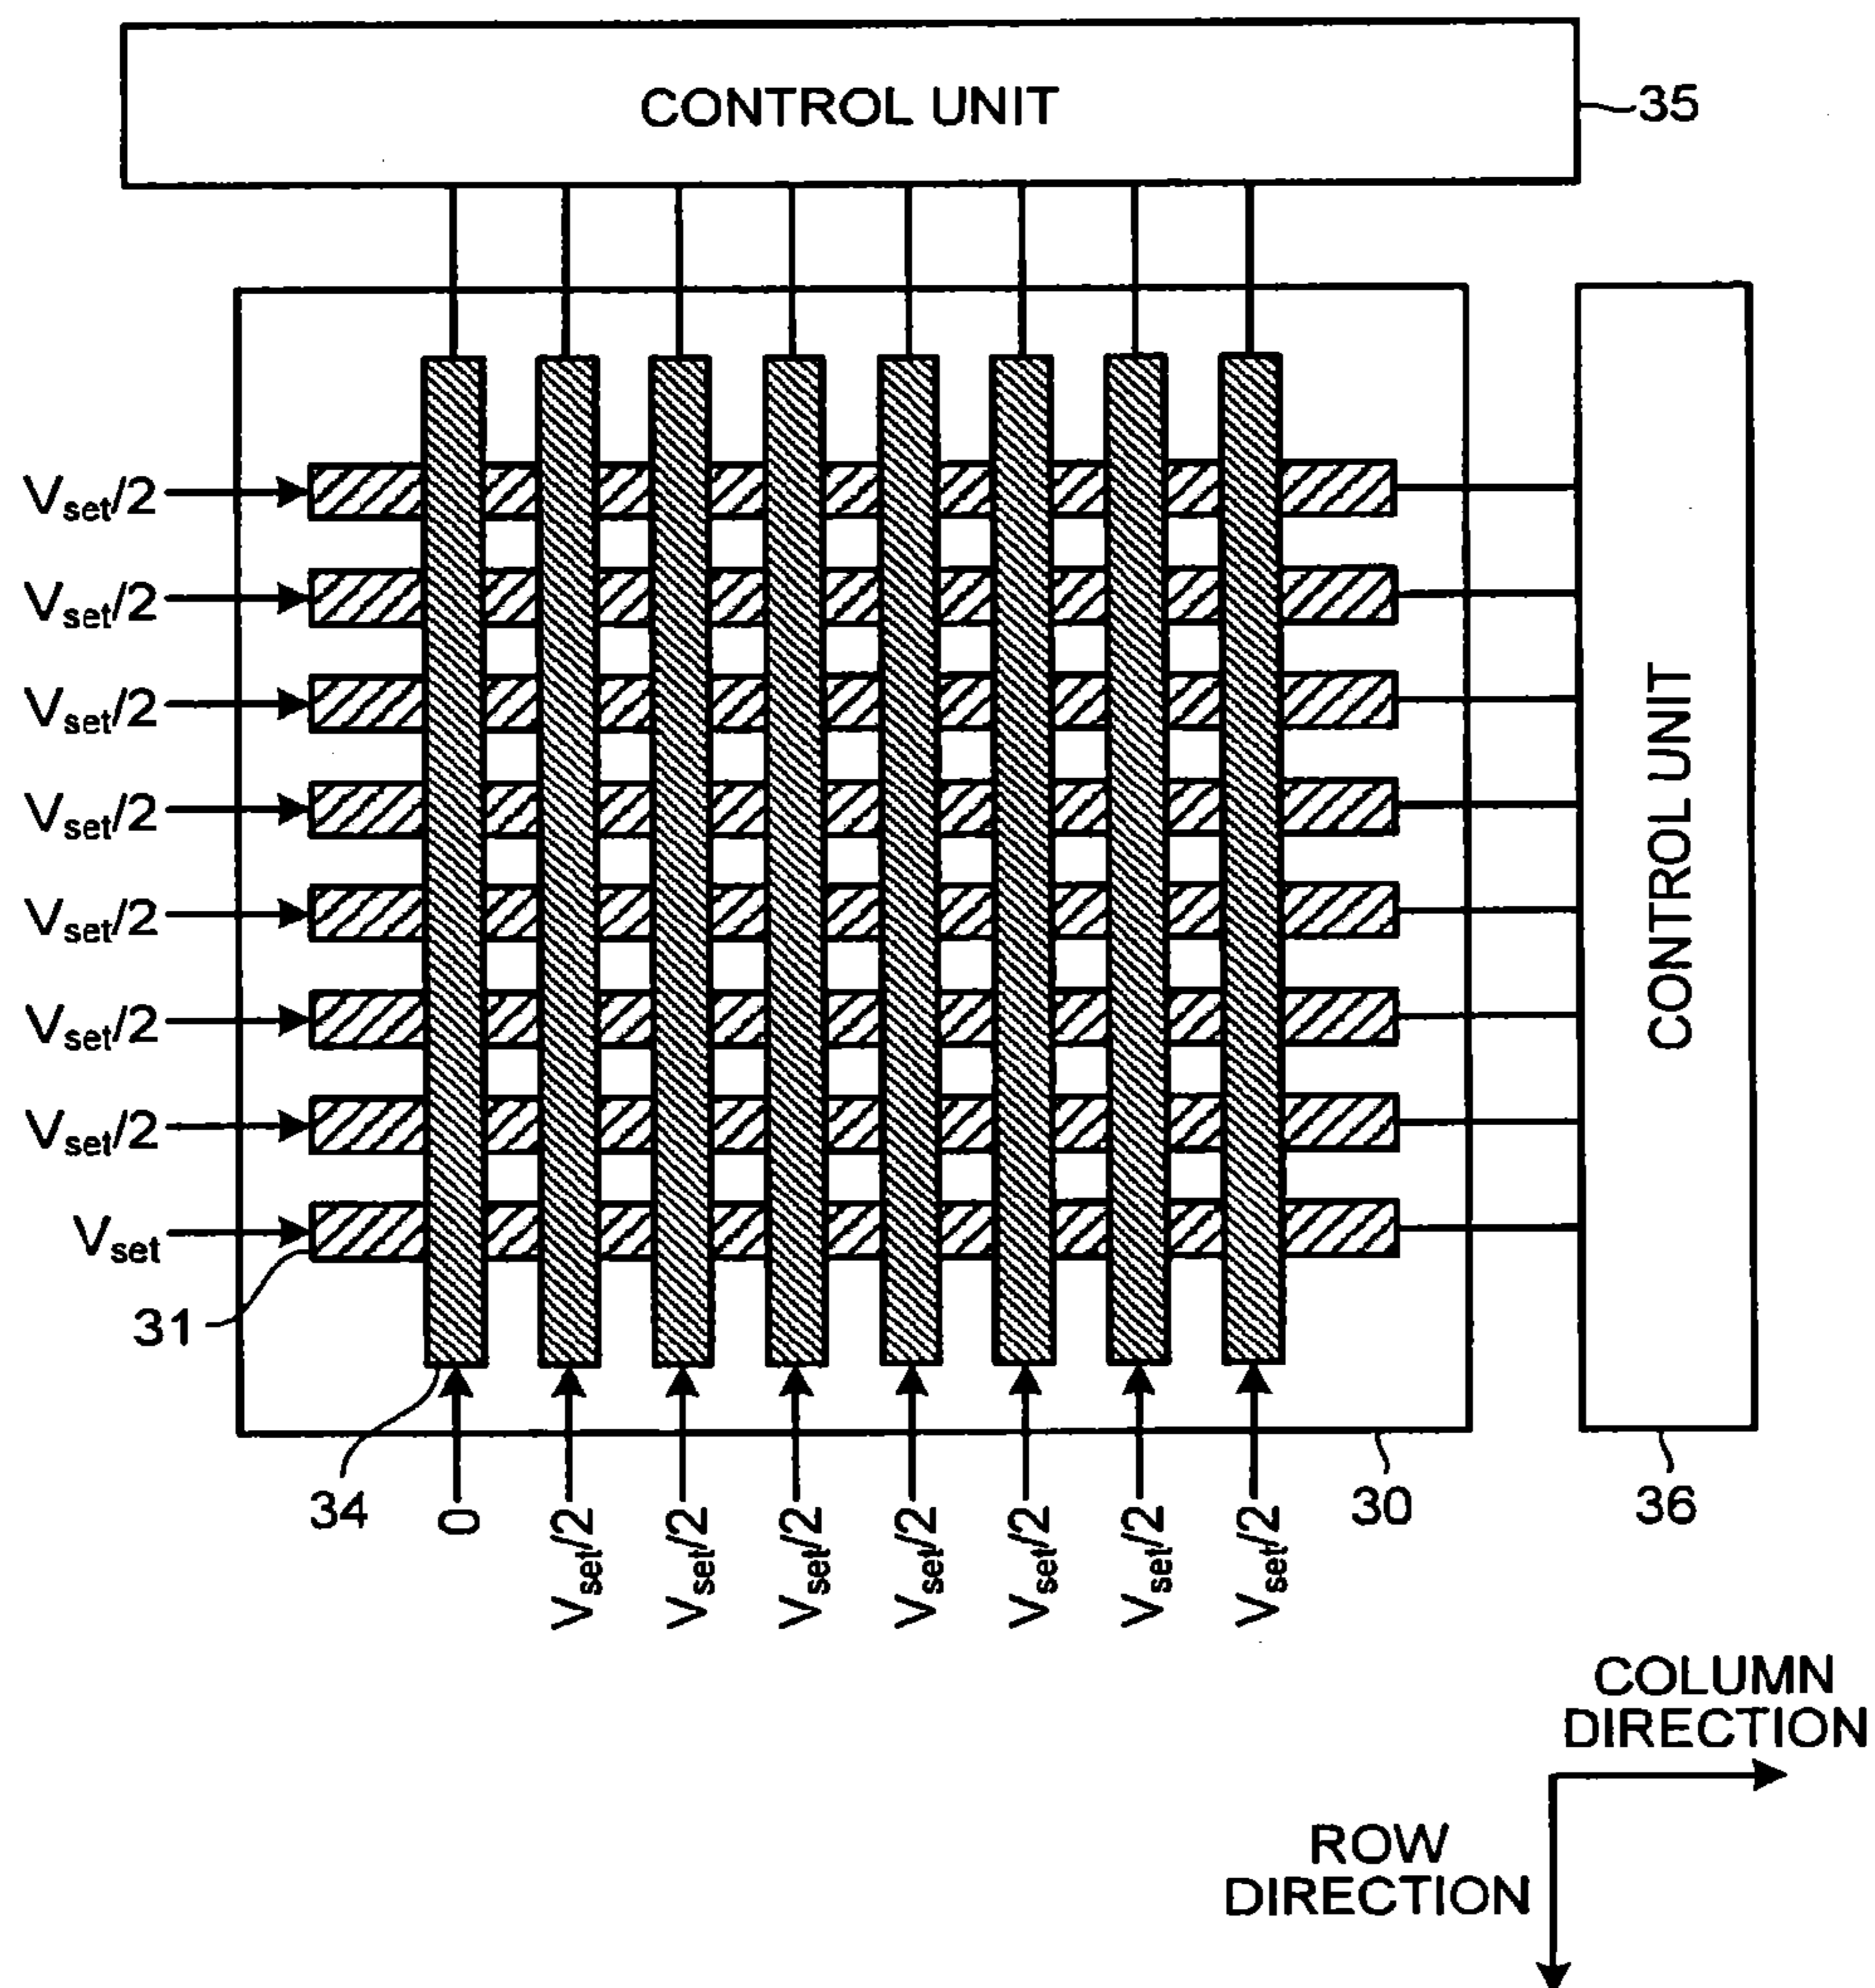 CONTROL UNIT
35
Vset/2
Vset/2
Vset/2
Vset/2
Vset/2
Vset/2
Vset/2
Vset
31
34
0
Vset/2
Vset/2
Vset/2
Vset/2
Vset/2
Vset/2
Vset/2
30
CONTROL UNIT
36
COLUMN
DIRECTION
ROW
DIRECTION